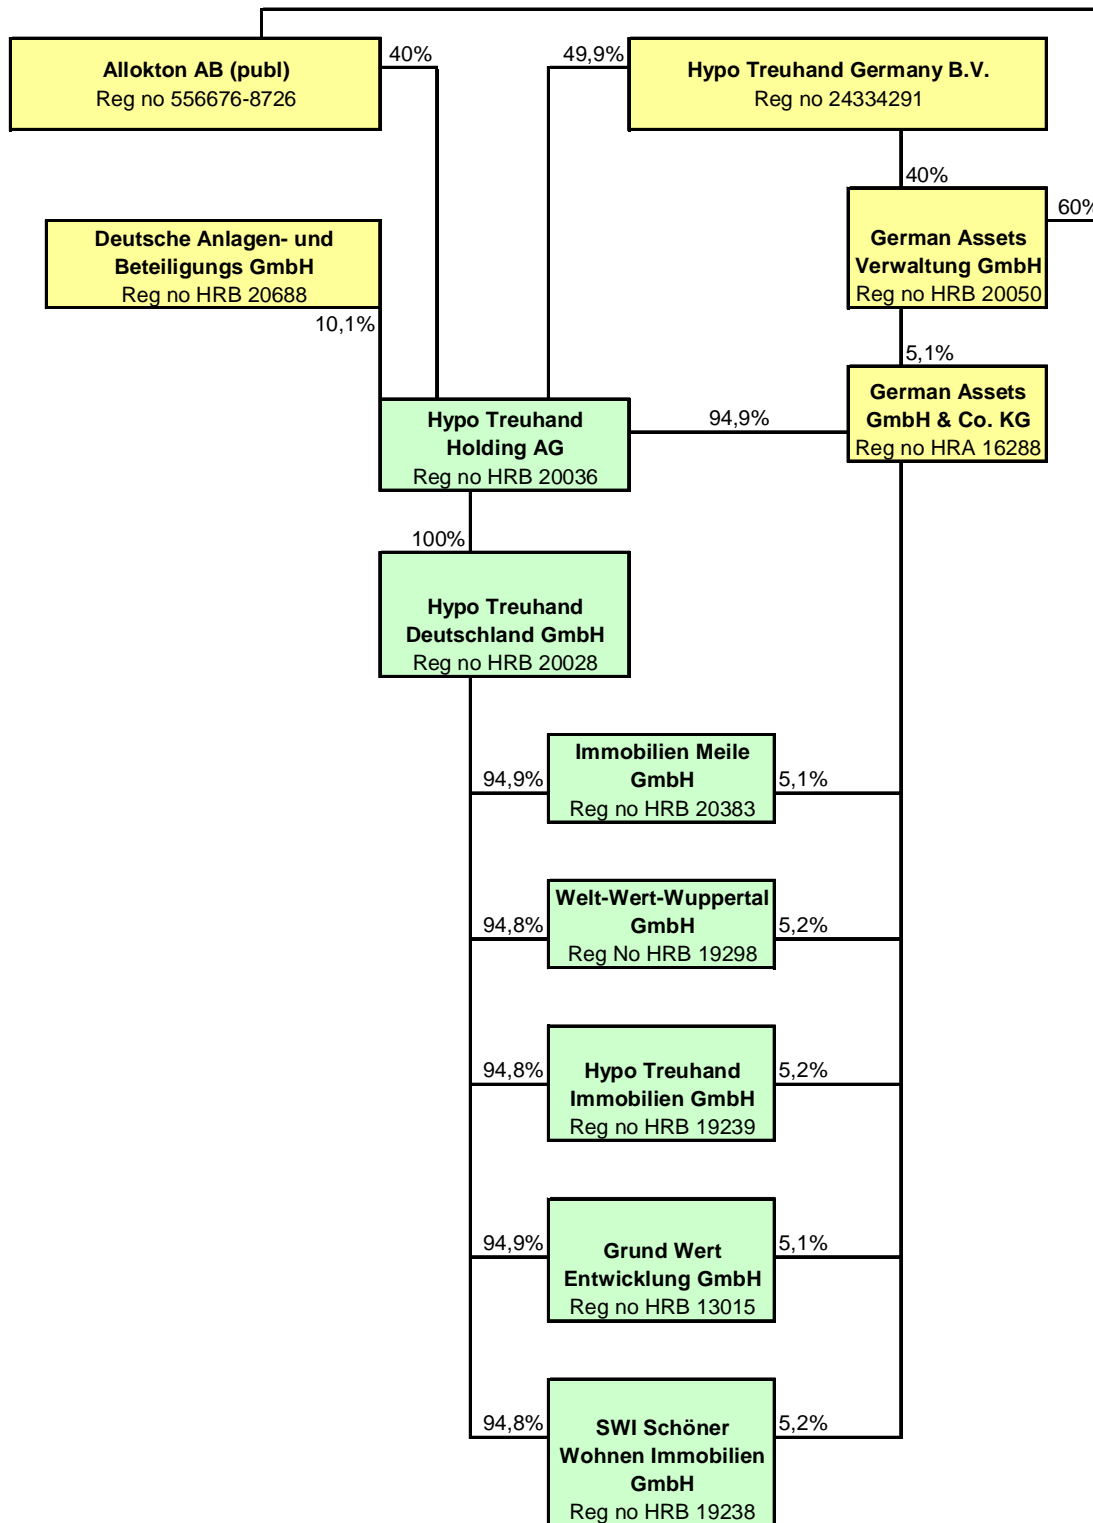 Allokton AB (publ)
Reg no 556676-8726
40%
49,9%
Hypo Treuhand Germany B.V.
Reg no 24334291
40%
60%
Deutsche Anlagen- und
Beteiligungs GmbH
Reg no HRB 20688
German Assets
Verwaltung GmbH
Reg no HRB 20050
10,1%
5,1%
Hypo Treuhand
Holding AG
Reg no HRB 20036
94,9%
German Assets
GmbH & Co. KG
Reg no HRA 16288
100%
Hypo Treuhand
Deutschland GmbH
Reg no HRB 20028
94,9%
Immobilien Meile
GmbH
Reg no HRB 20383
5,1%
94,8%
Welt-Wert-Wuppertal
GmbH
Reg No HRB 19298
5,2%
94,8%
Hypo Treuhand
Immobilien GmbH
Reg no HRB 19239
5,2%
94,9%
Grund Wert
Entwicklung GmbH
Reg no HRB 13015
5,1%
94,8%
SWI Schöner
Wohnen Immobilien
GmbH
Reg no HRB 19238
5,2%